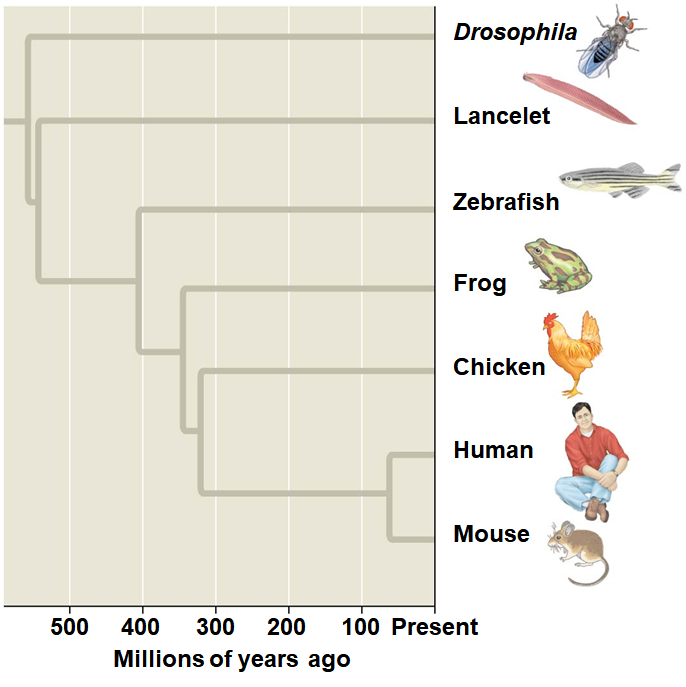 Drosophila
Lancelet
Zebrafish
Frog
Chicken
Human
Mouse
500 400 300 200 100 Present
Millions of years ago